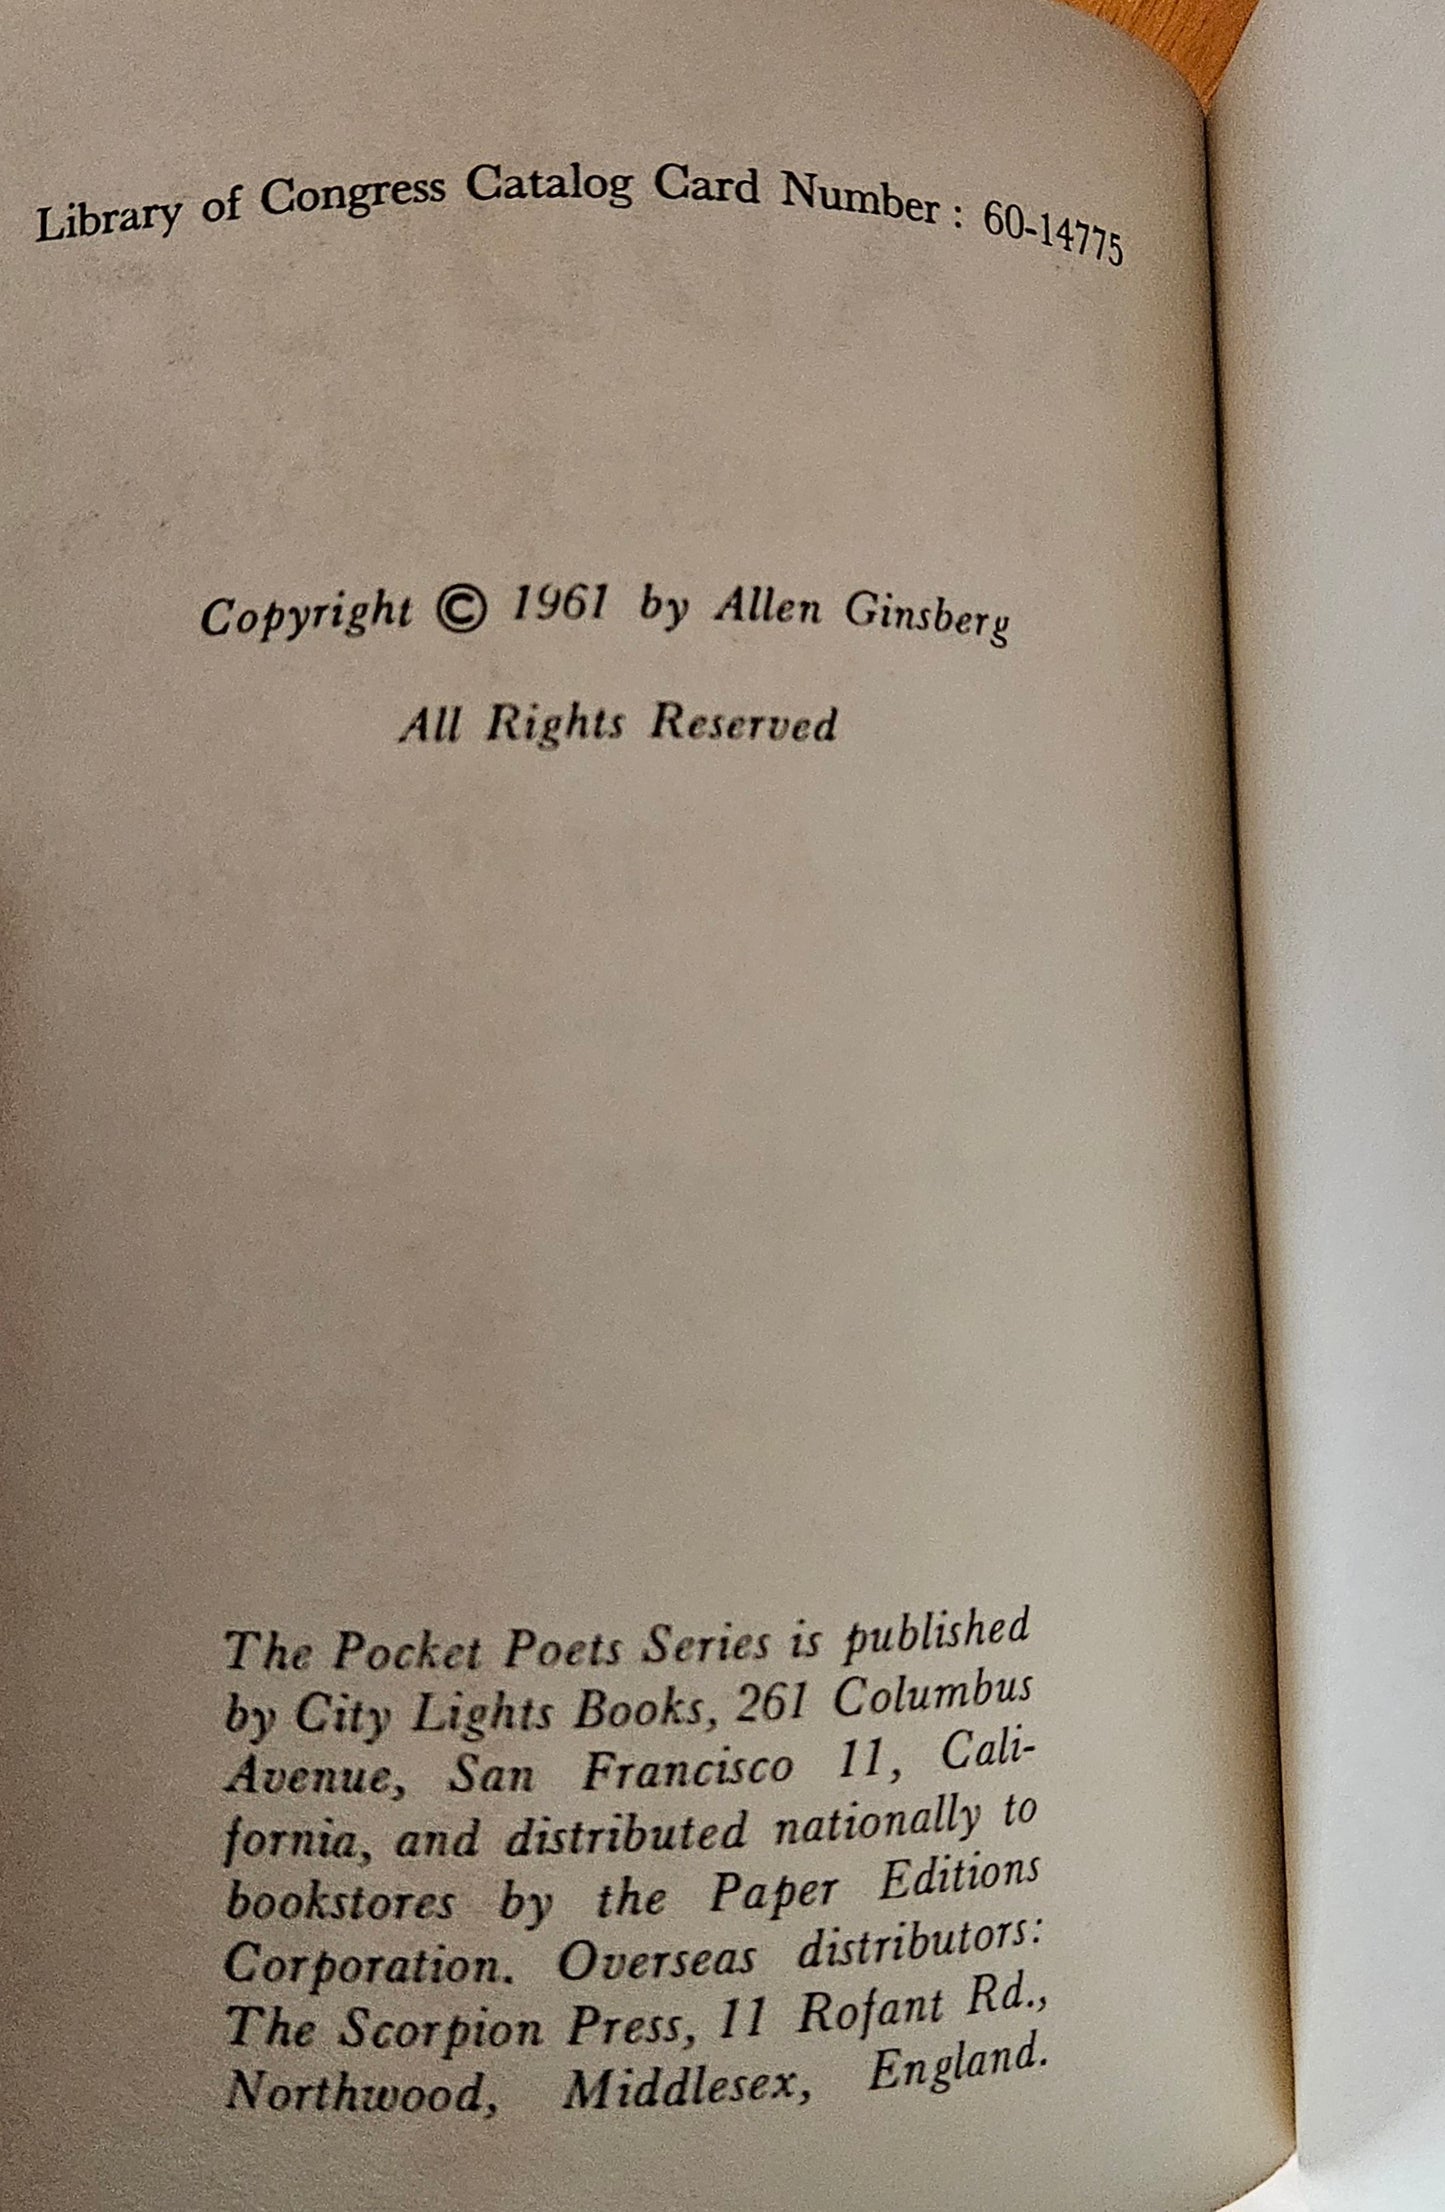 Library of Congress Catalog Card Number : 60-14775
Copyright © 1961 by Allen Ginsberg
All Rights Reserved
The Pocket Poets Series is published
by City Lights Books, 261 Columbus
Avenue, San Francisco 11, Cali-
fornia, and distributed nationally to
bookstores by the Paper Editions
Corporation. Overseas distributors:
The Scorpion Press, 11 Rofant Rd.,
Northwood, Middlesex, England.